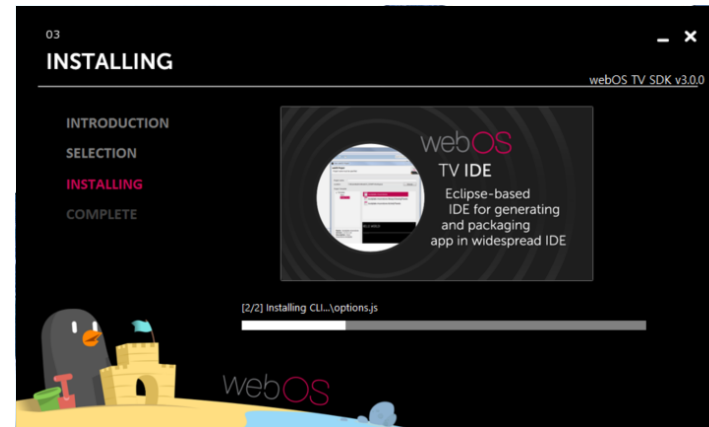 03
INSTALLING
webOS TV SDK v3.0.0
INTRODUCTION
SELECTION
INSTALLING
COMPLETE
webOS
TV IDE
Eclipse-based
IDE for generating
and packaging
app in widespread IDE
[2/2] Installing CLI...\options.js
webOS